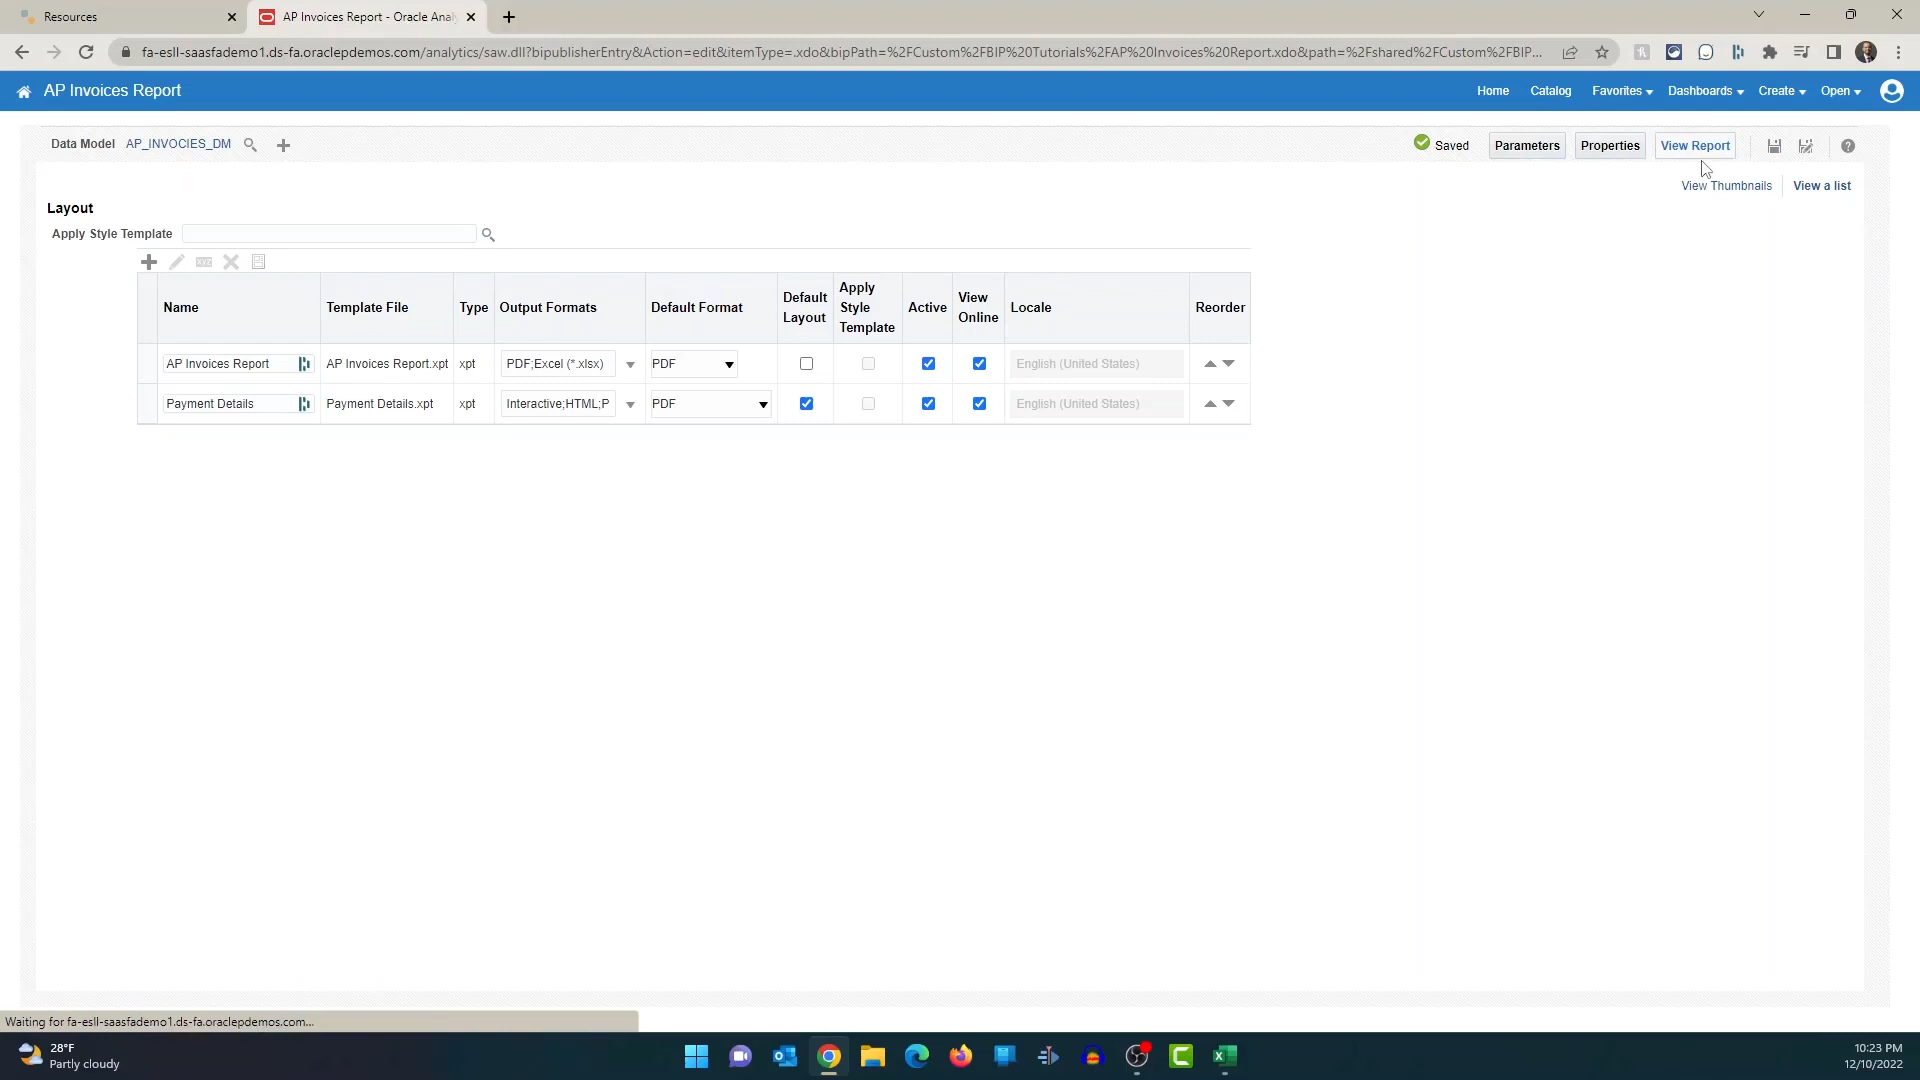 Resources
AP Invoices Report - Oracle Anal
fa-esll-saasfademo1.ds-fa.oraclepdemos.com/analytics/saw.dll?bipublisherEntry&Action=edit&itemType=.xdo&bipPath=%2FCustom%2FBIP%20Tutorials%2FAP%20Invoices%20Report.xdo&path=%2Fshared%2FCustom%2FBIP...
AP Invoices Report
Home Catalog Favorites Dashboards Create Open
Data Model AP_INVOCIES_DM
Saved Parameters Properties View Report
View Thumbnails View a list
Layout
Apply Style Template
Name Template File Type Output Formats Default Format Default Layout Apply Style Template Active View Online Locale Reorder
AP Invoices Report AP Invoices Report.xpt xpt PDF;Excel (*.xlsx) PDF English (United States)
Payment Details Payment Details.xpt xpt Interactive;HTML;P PDF English (United States)
Waiting for fa-esll-saasfademo1.ds-fa.oraclepdemos.com...
28°F
Partly cloudy
10:23 PM
12/10/2022